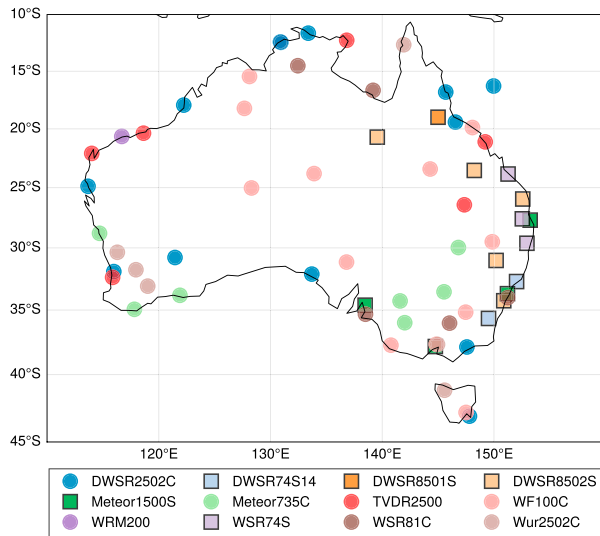 10°S
15°S
20°S
25°S
30°S
35°S
40°S
45°S
120°E 130°E 140°E 150°E
DWSR2502C DWSR74S14 DWSR8501S DWSR8502S
Meteor1500S Meteor735C TVDR2500 WF100C
WRM200 WSR74S WSR81C Wur2502C